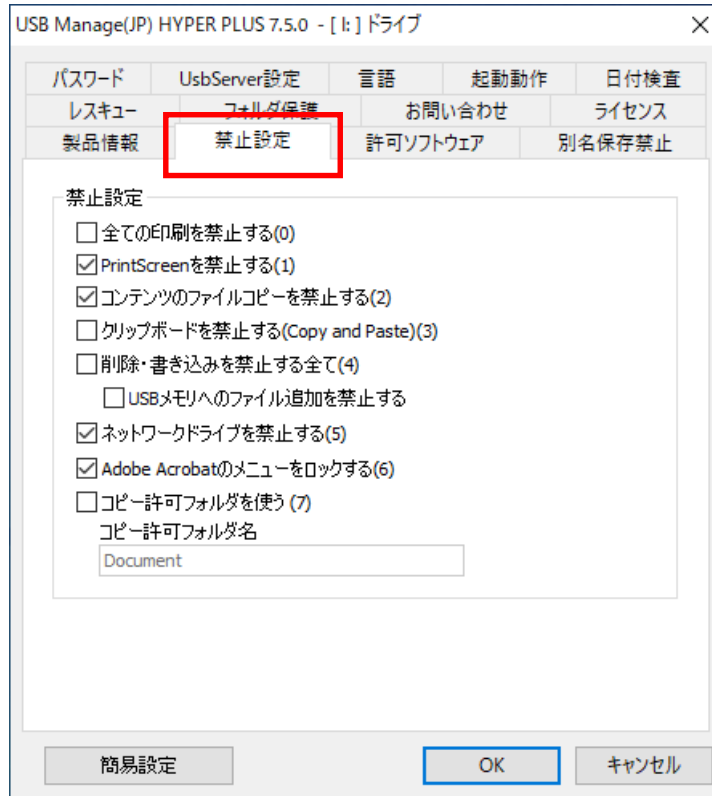 USB Manage(JP) HYPER PLUS 7.5.0 - [ I: ] ドライブ
パスワード UsbServer設定 言語 起動動作 日付検査
レスキュー フォルダ保護 お問い合わせ ライセンス
製品情報 禁止設定 許可ソフトウェア 別名保存禁止
禁止設定
全ての印刷を禁止する(0)
PrintScreenを禁止する(1)
コンテンツのファイルコピーを禁止する(2)
クリップボードを禁止する(Copy and Paste)(3)
削除・書き込みを禁止する全て(4)
USBメモリへのファイル追加を禁止する
ネットワークドライブを禁止する(5)
Adobe Acrobatのメニューをロックする(6)
コピー許可フォルダを使う (7)
コピー許可フォルダ名
Document
簡易設定 OK キャンセル